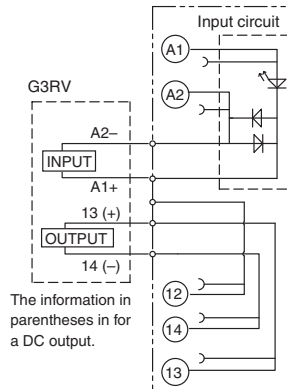 Input circuit
A1
G3RV
A2
A2–
INPUT
A1+
13 (+)
OUTPUT
14 (–)
12
The information in
parentheses in for
a DC output.
14
13